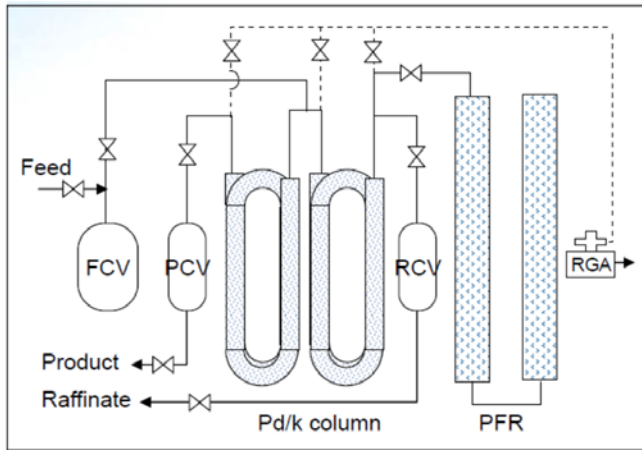 Feed
FCV
PCV
RCV
RGA
Product
Raffinate
Pd/k column
PFR